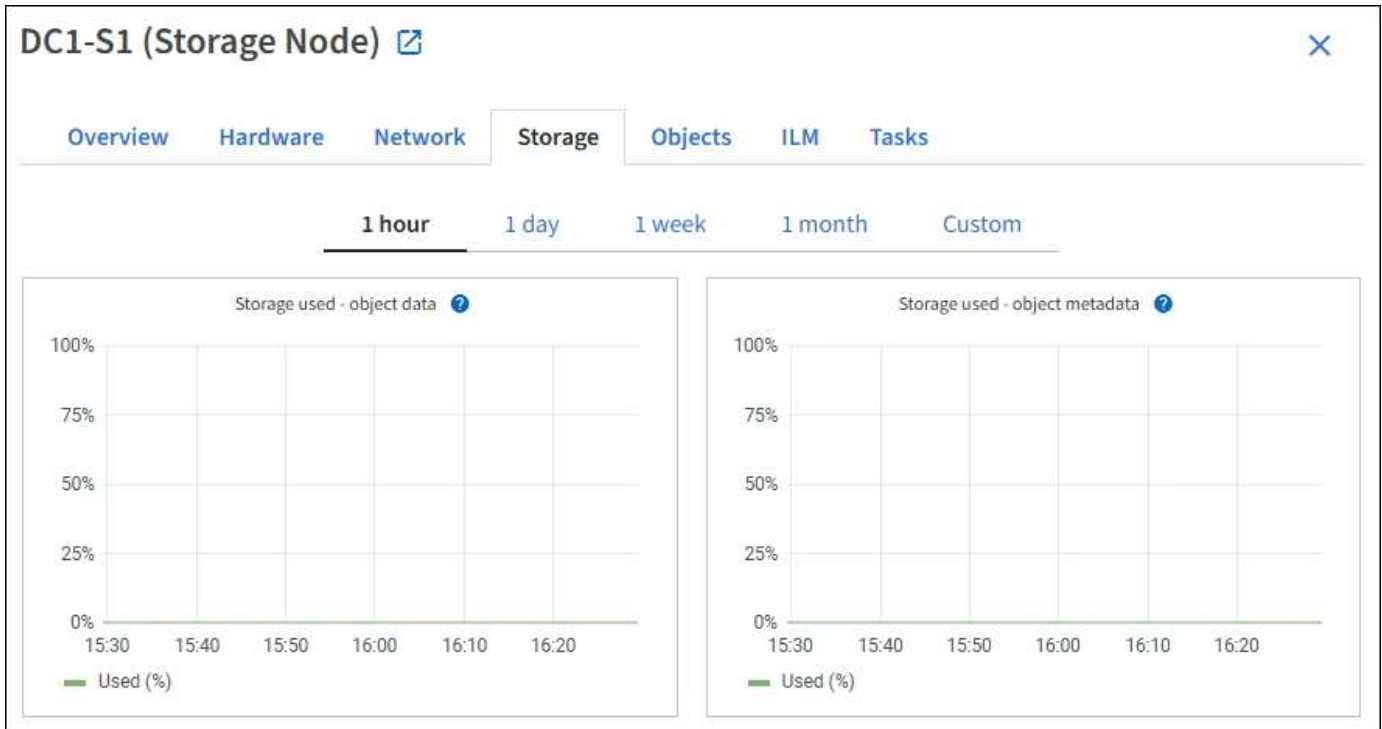 DC1-S1 (Storage Node)
Overview Hardware Network Storage Objects ILM Tasks
1 hour 1 day 1 week 1 month Custom
Storage used - object data ?
100%
75%
50%
25%
0%
15:30 15:40 15:50 16:00 16:10 16:20
Used (%)
Storage used - object metadata ?
100%
75%
50%
25%
0%
15:30 15:40 15:50 16:00 16:10 16:20
Used (%)